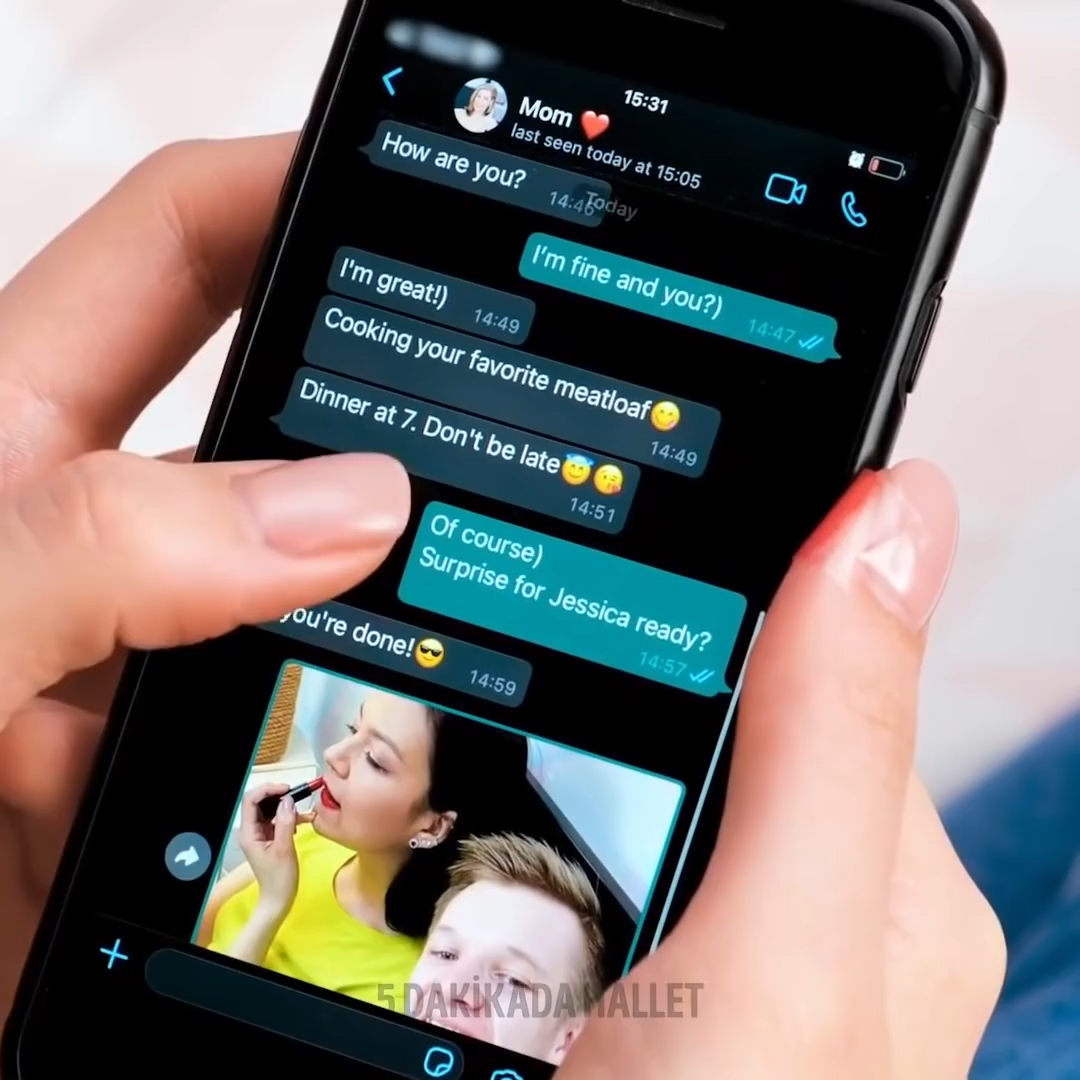 15:31
Mom ❤️
last seen today at 15:05
How are you?
14:46
Today
I'm fine and you?)
14:47
I'm great!)
14:49
Cooking your favorite meatloaf😋
14:49
Dinner at 7. Don't be late😇😘
14:51
Of course)
Surprise for Jessica ready?
14:57
you're done!😎
14:59
5 DAKİKADA HALLET